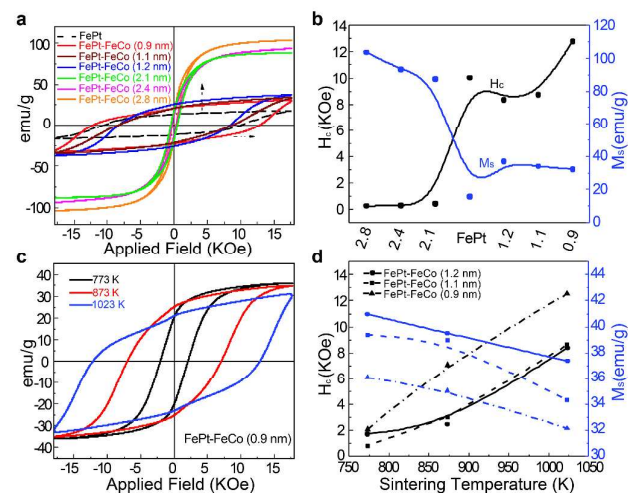 a
100
50
0
-50
-100
emu/g
FePt
FePt-FeCo (0.9 nm)
FePt-FeCo (1.1 nm)
FePt-FeCo (1.2 nm)
FePt-FeCo (2.1 nm)
FePt-FeCo (2.4 nm)
FePt-FeCo (2.8 nm)
-15 -10 -5 0 5 10 15
Applied Field (KOe)
b
14
12
10
8
6
4
2
0
Hc(KOe)
Hc
Ms
120
100
80
60
40
20
0
Ms(emu/g)
2.8 2.4 2.1 FePt 1.2 1.1 0.9
c
40
30
20
10
0
-10
-20
-30
-40
emu/g
773 K
873 K
1023 K
FePt-FeCo (0.9 nm)
-15 -10 -5 0 5 10 15
Applied Field (KOe)
d
14
12
10
8
6
4
2
0
Hc(KOe)
FePt-FeCo (1.2 nm)
FePt-FeCo (1.1 nm)
FePt-FeCo (0.9 nm)
44
42
40
38
36
34
32
30
Ms(emu/g)
750 800 850 900 950 1000 1050
Sintering Temperature (K)